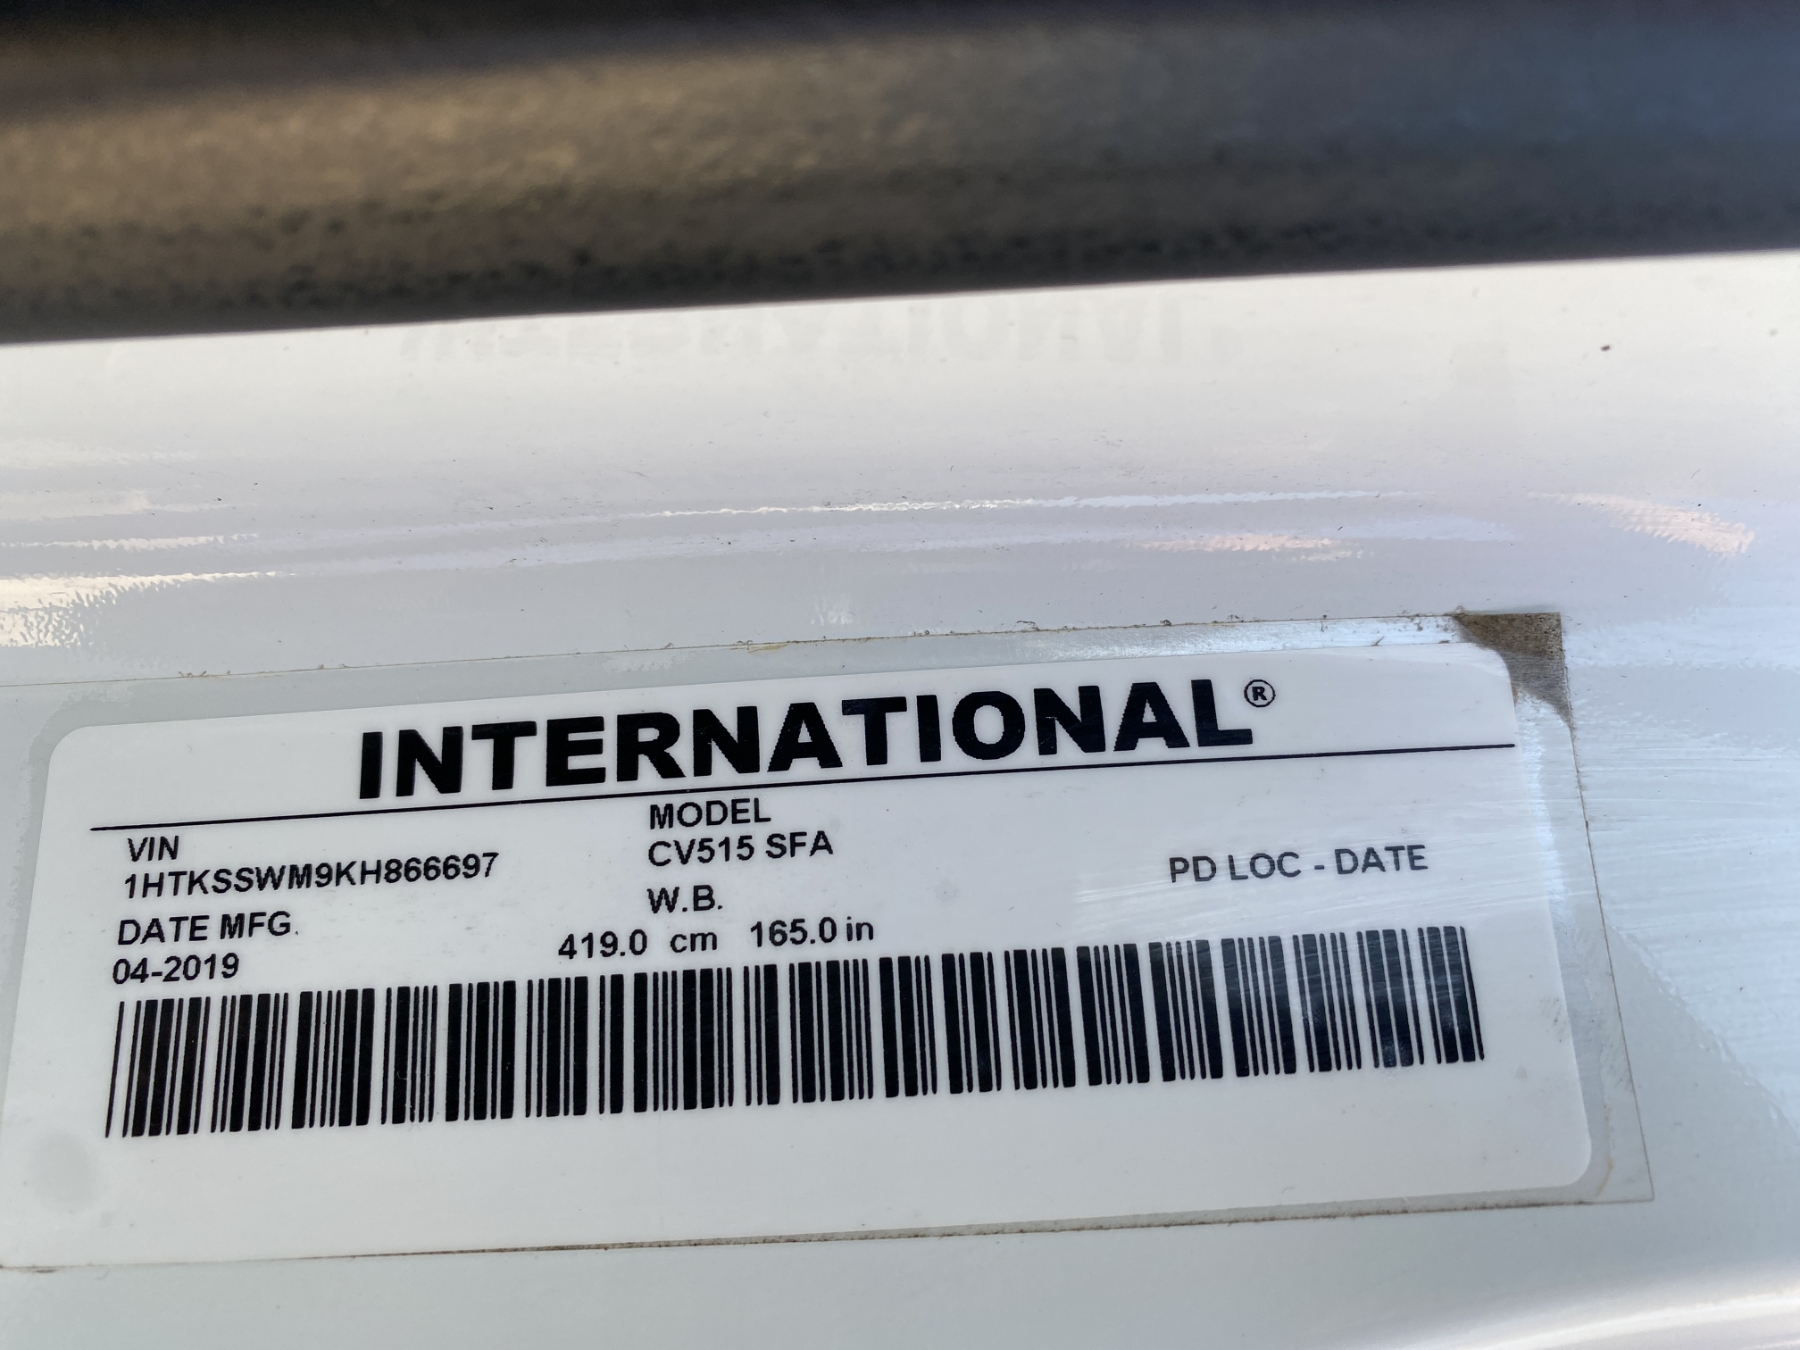 INTERNATIONAL®
VIN
1HTKSSWM9KH866697
MODEL
CV515 SFA
DATE MFG.
04-2019
W.B.
419.0 cm 165.0 in
PD LOC - DATE